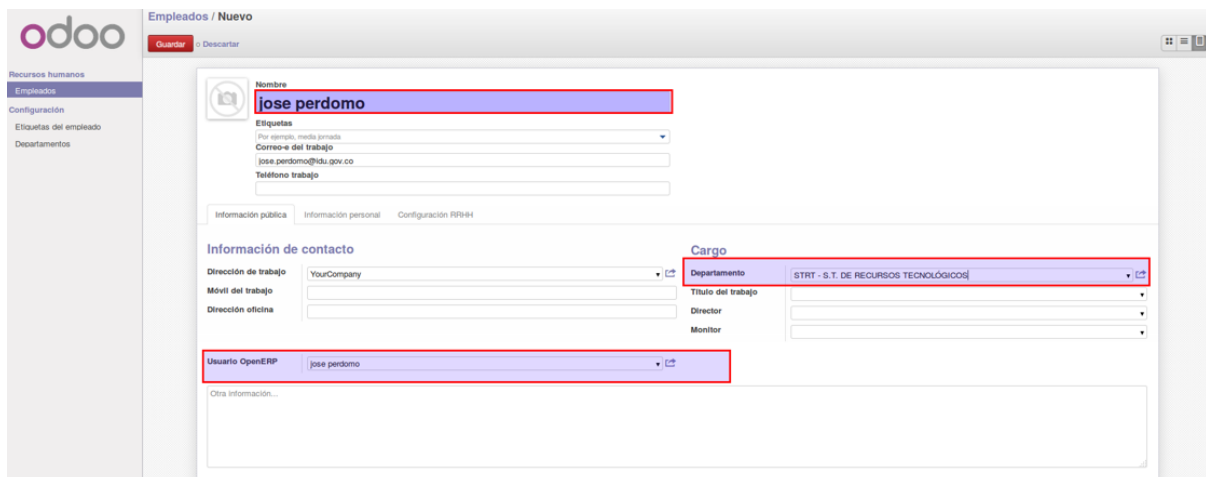 odoo
Empleados / Nuevo
Guardar o Descartar
Recursos humanos
Empleados
Configuración
Etiquetas del empleado
Departamentos
Nombre
jose perdomo
Etiquetas
Por ejemplo, media jornada
Correo-e del trabajo
jose.perdomo@idu.gov.co
Teléfono trabajo
Información pública Información personal Configuración RRHH
Información de contacto
Dirección de trabajo YourCompany
Móvil del trabajo
Dirección oficina
Cargo
Departamento STRT - S.T. DE RECURSOS TECNOLÓGICOS
Título del trabajo
Director
Monitor
Usuario OpenERP jose perdomo
Otra información...